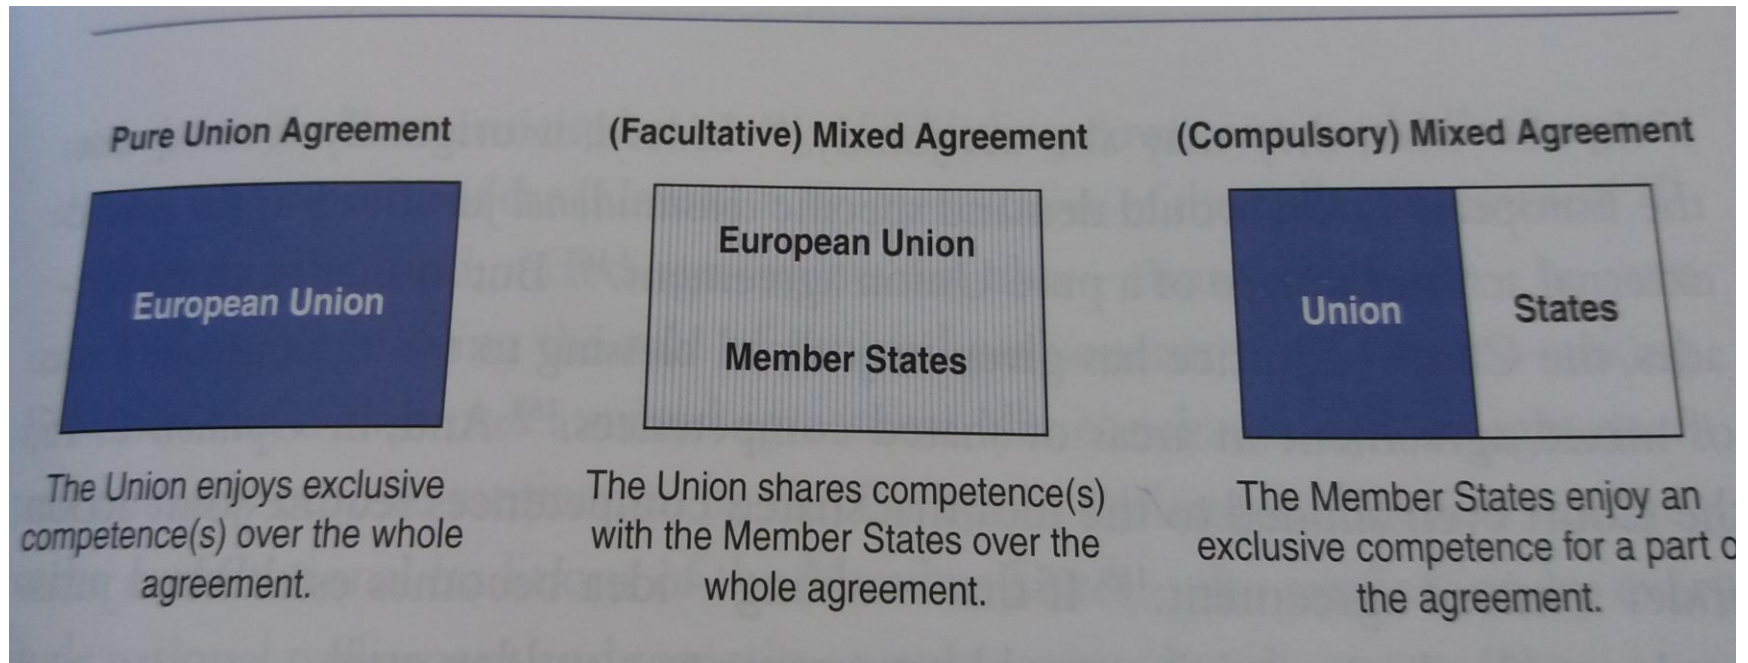 Pure Union Agreement
European Union
The Union enjoys exclusive
competence(s) over the whole
agreement.
(Facultative) Mixed Agreement
European Union
Member States
The Union shares competence(s)
with the Member States over the
whole agreement.
(Compulsory) Mixed Agreement
Union
States
The Member States enjoy an
exclusive competence for a part
the agreement.